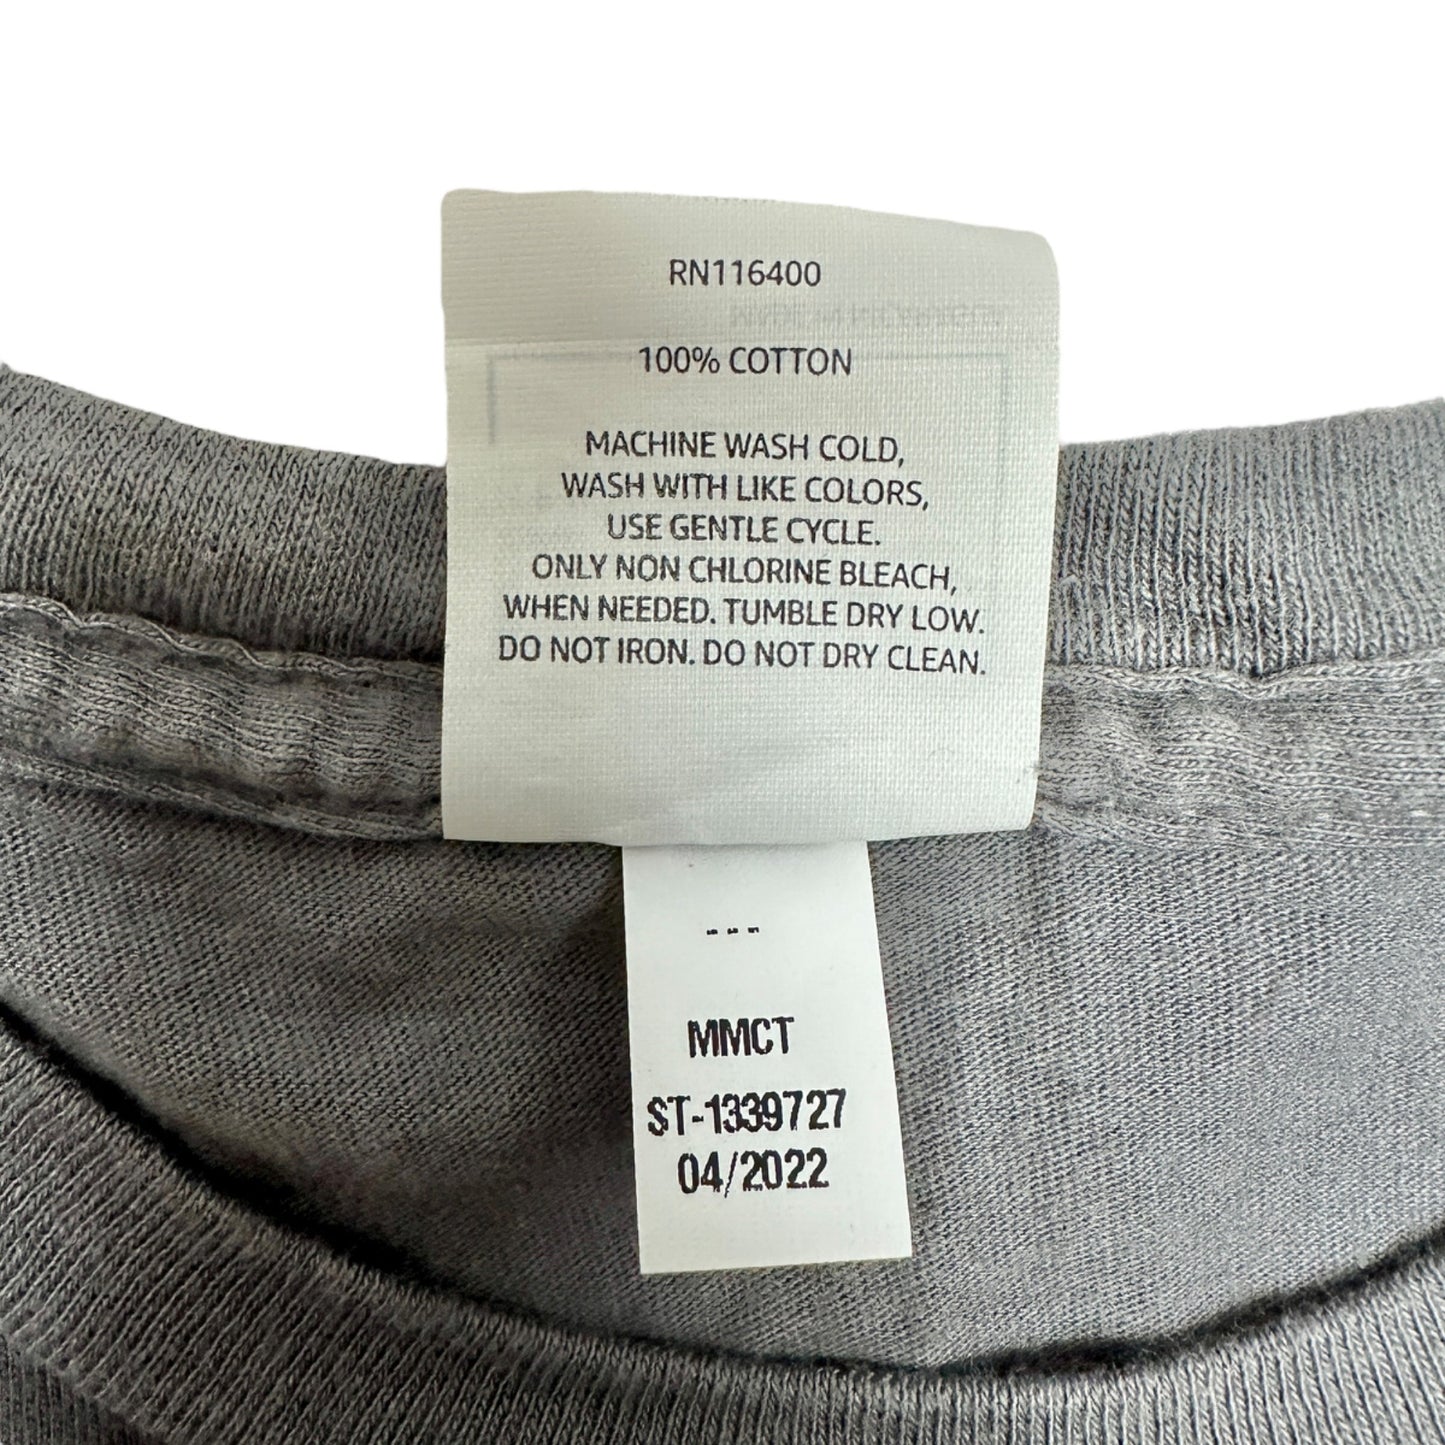 RN116400
100% COTTON
MACHINE WASH COLD,
WASH WITH LIKE COLORS,
USE GENTLE CYCLE.
ONLY NON CHLORINE BLEACH,
WHEN NEEDED. TUMBLE DRY LOW.
DO NOT IRON. DO NOT DRY CLEAN.
---
MMCT
ST-1339727
04/2022